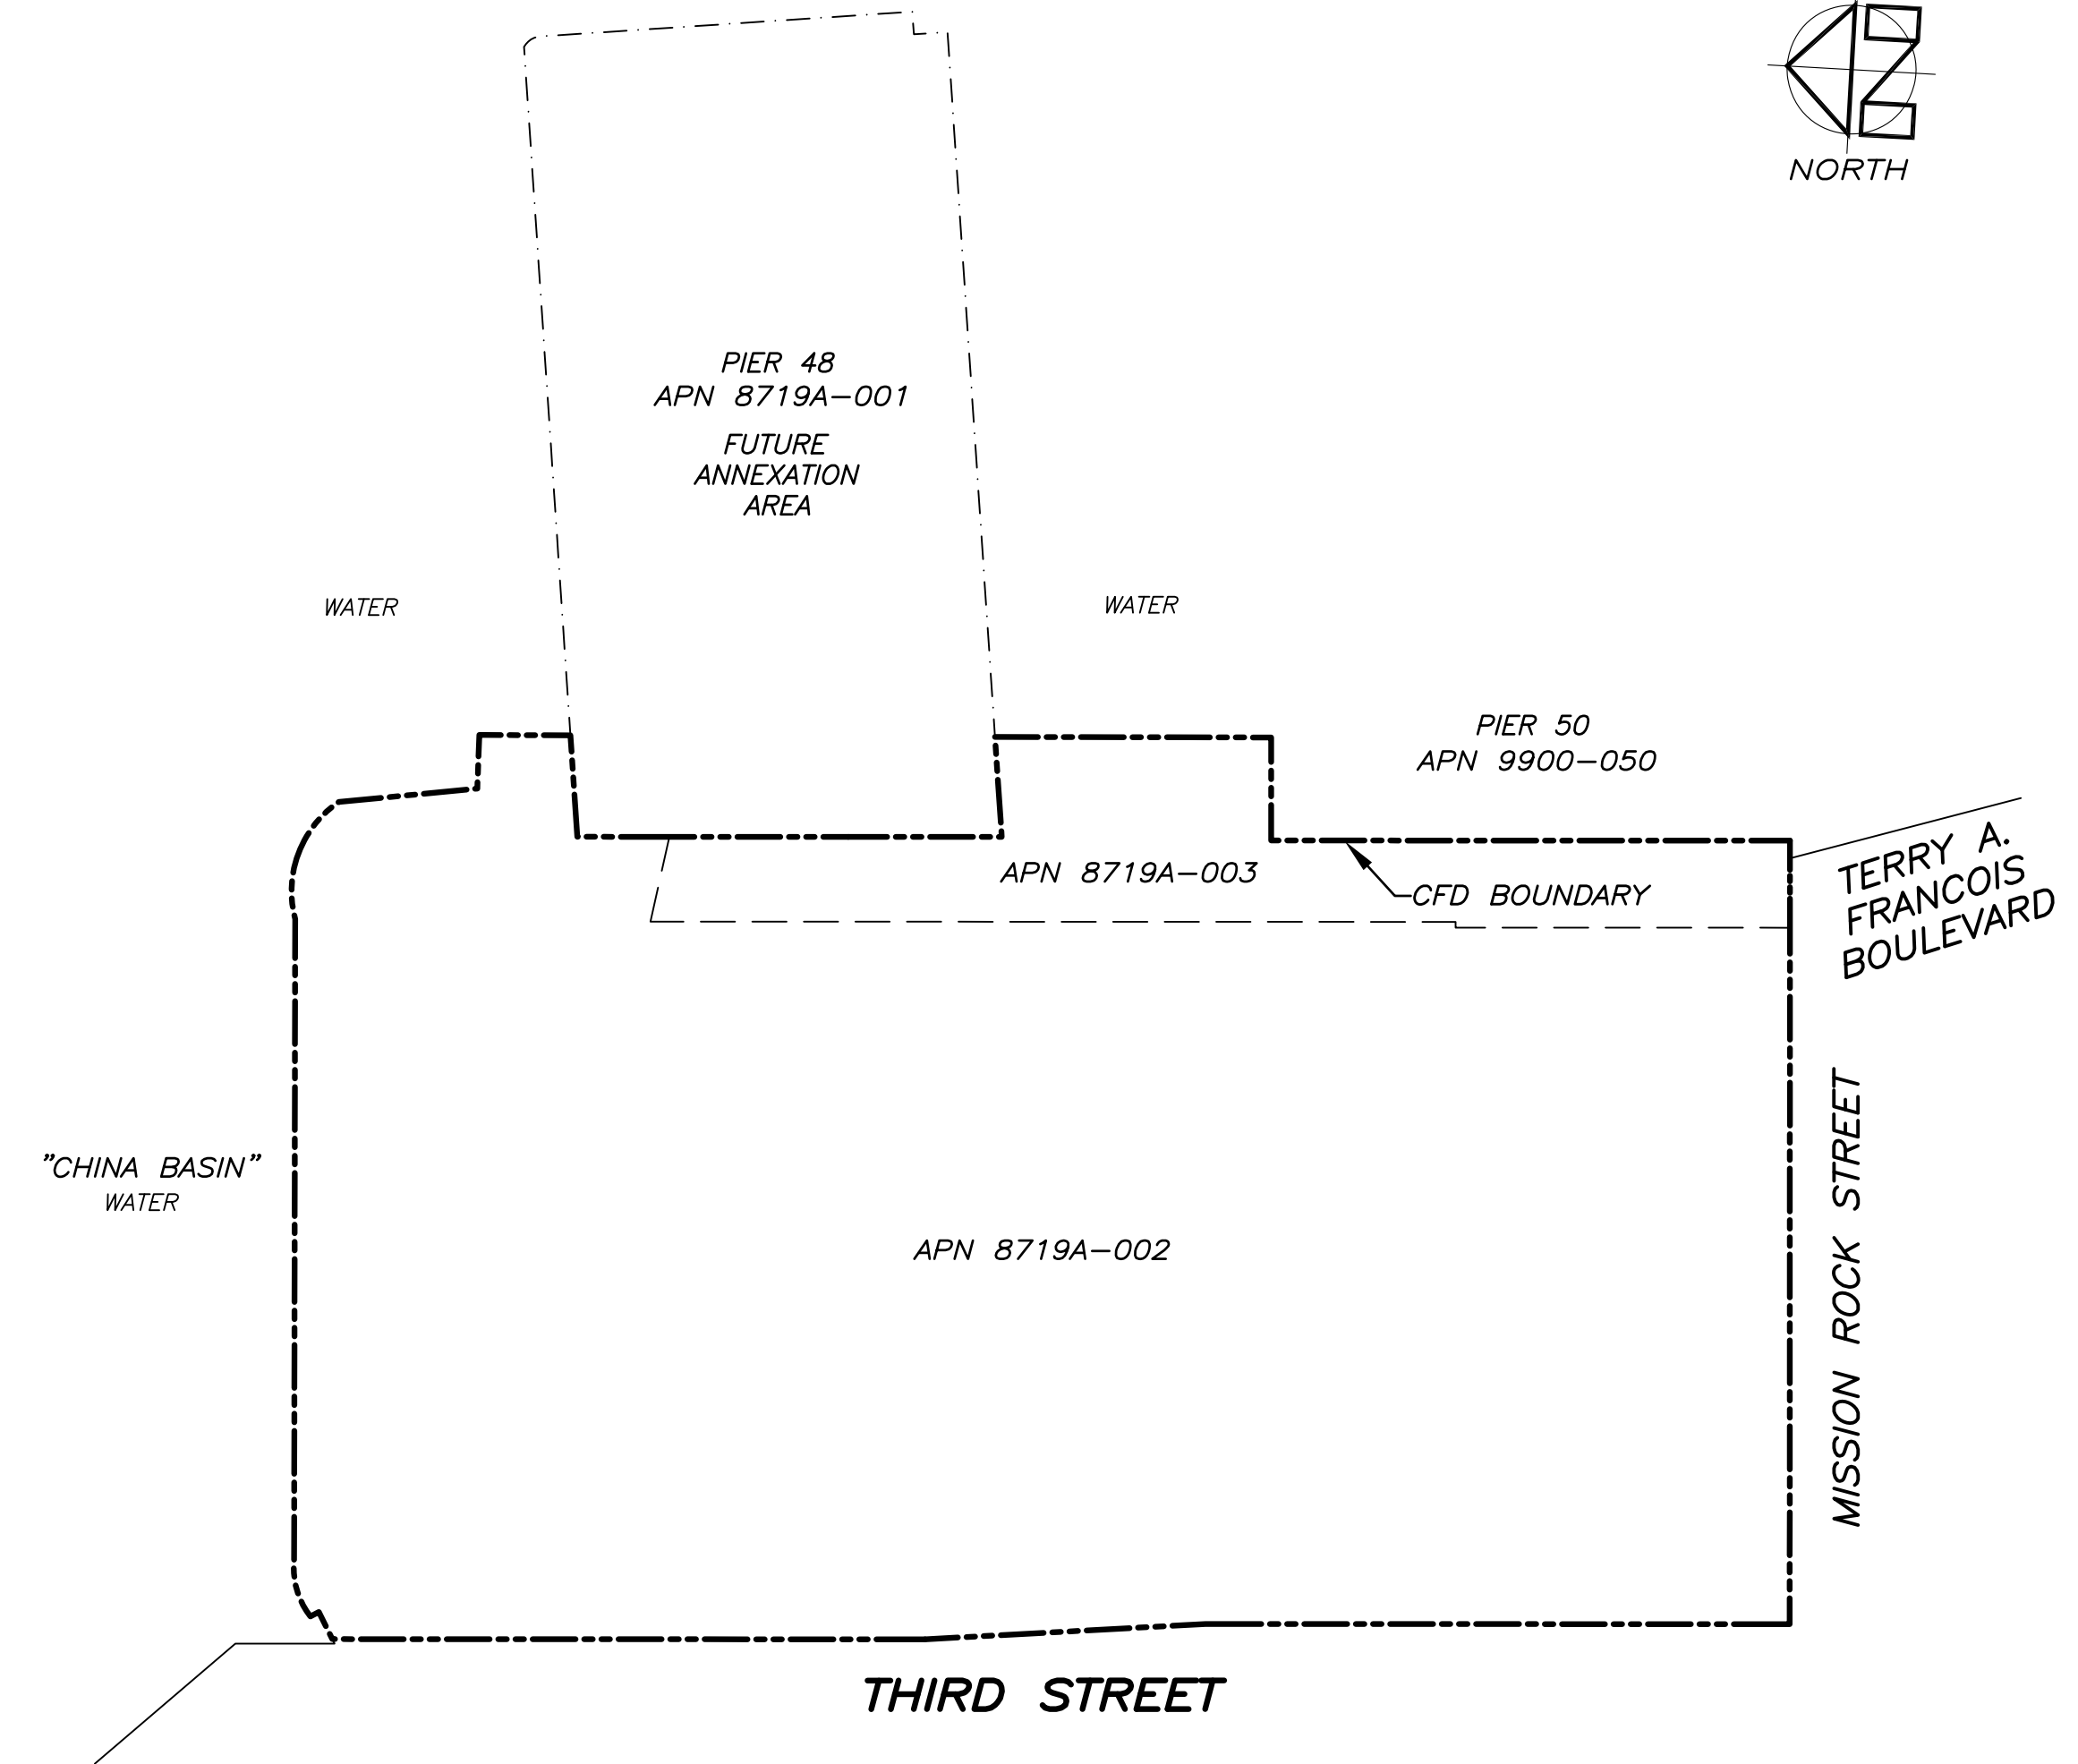 NORTH
PIER 48
APN 8719A-001
FUTURE
ANNEXATION
AREA
WATER
WATER
PIER 50
APN 9900-050
TERRY A.
FRANCOIS
BOULEVARD
APN 8719A-003
CFD BOUNDARY
"CHINA BASIN"
WATER
APN 8719A-002
MISSION ROCK STREET
THIRD STREET